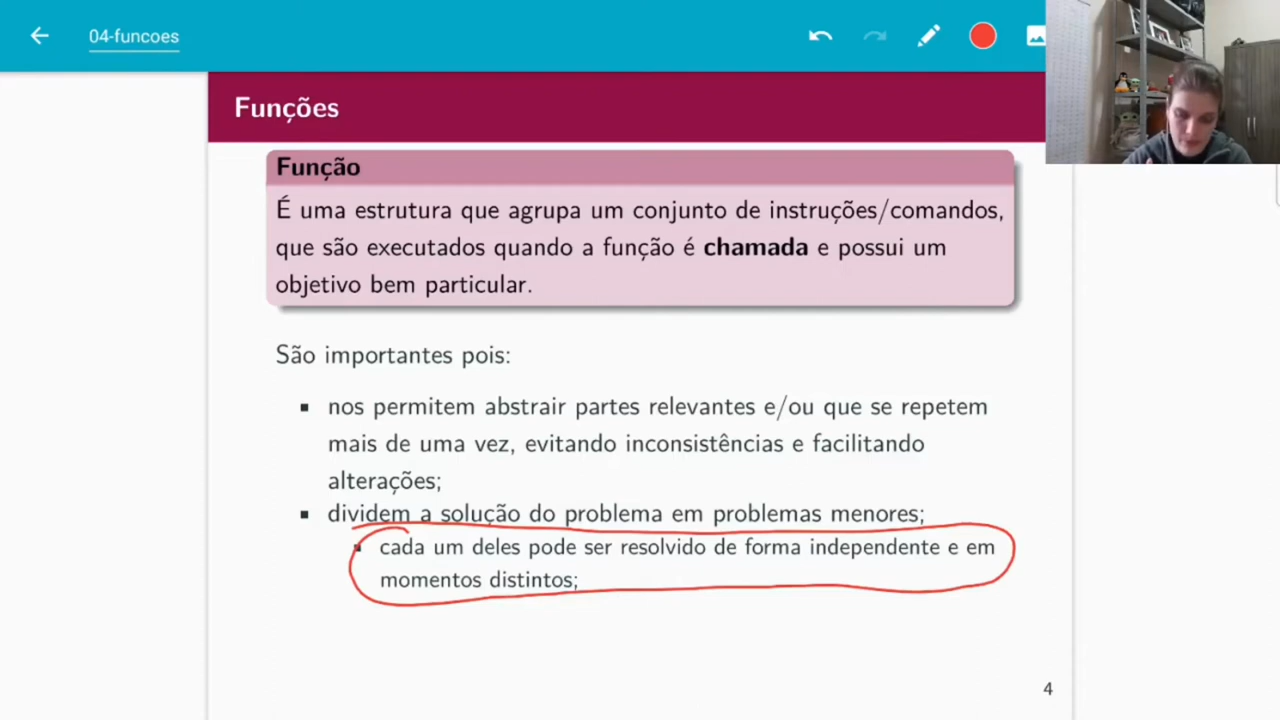 04-funcoes
Funções
Função
É uma estrutura que agrupa um conjunto de instruções/comandos,
que são executados quando a função é chamada e possui um
objetivo bem particular.
São importantes pois:
▪ nos permitem abstrair partes relevantes e/ou que se repetem
mais de uma vez, evitando inconsistências e facilitando
alterações;
▪ dividem a solução do problema em problemas menores;
▪ cada um deles pode ser resolvido de forma independente e em
momentos distintos;
4